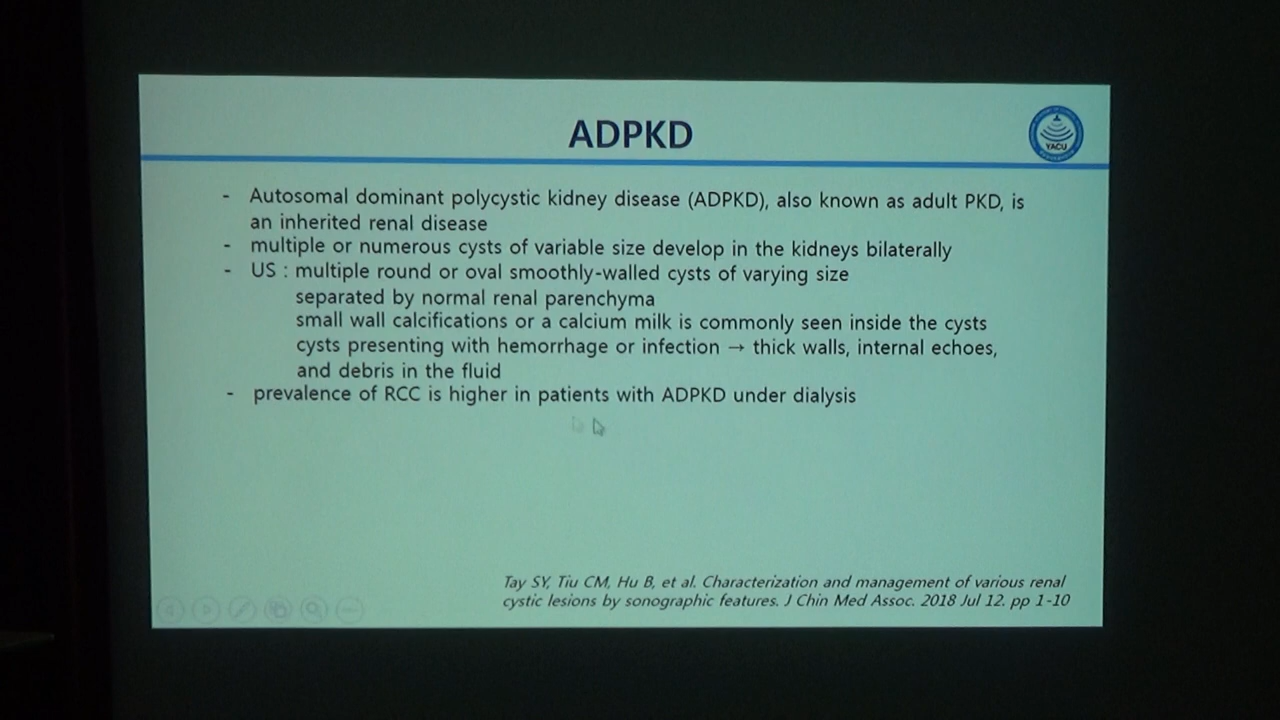 ADPKD
YACU
- Autosomal dominant polycystic kidney disease (ADPKD), also known as adult PKD, is
an inherited renal disease
- multiple or numerous cysts of variable size develop in the kidneys bilaterally
- US : multiple round or oval smoothly-walled cysts of varying size
separated by normal renal parenchyma
small wall calcifications or a calcium milk is commonly seen inside the cysts
cysts presenting with hemorrhage or infection → thick walls, internal echoes,
and debris in the fluid
- prevalence of RCC is higher in patients with ADPKD under dialysis
Tay SY, Tiu CM, Hu B, et al. Characterization and management of various renal
cystic lesions by sonographic features. J Chin Med Assoc. 2018 Jul 12. pp 1-10